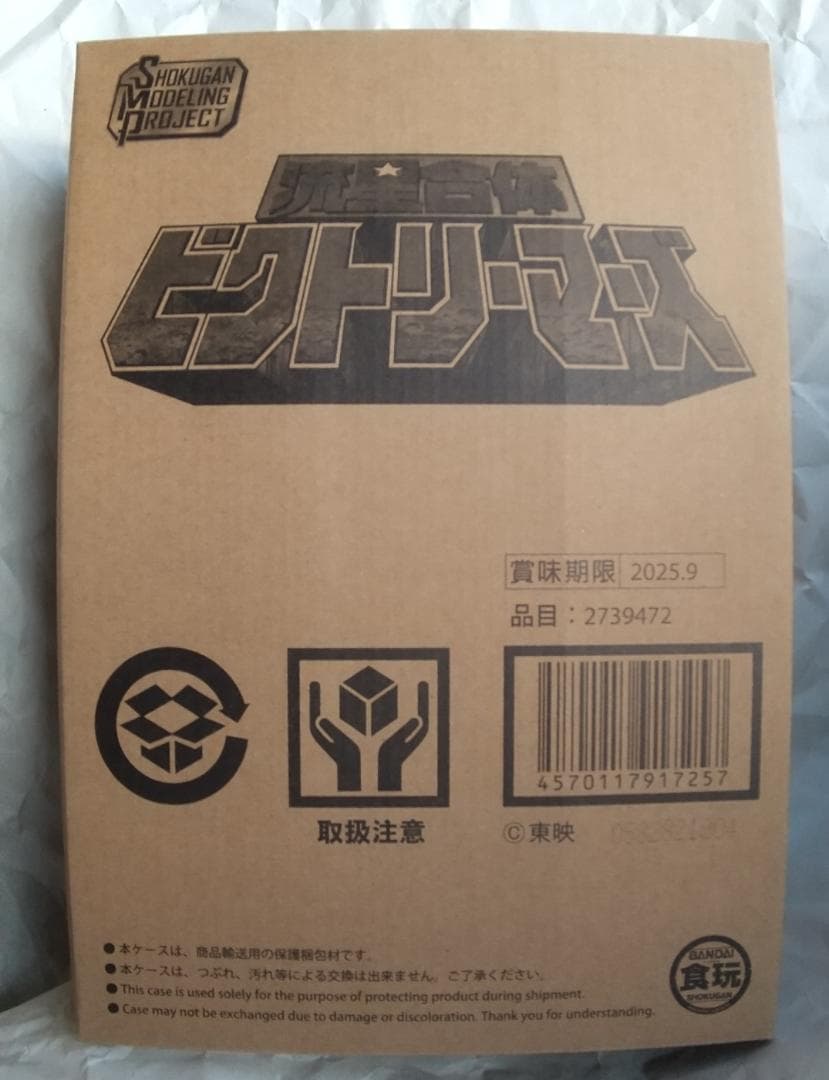 SHOKUGAN
MODELING
PROJECT
流星合体
ビクトリーマーズ
賞味期限 2025.9
品目：2739472
4570117917257
取扱注意
©東映
●本ケースは、商品輸送用の保護梱包材です。
●本ケースは、つぶれ、汚れ等による交換は出来ません。ご了承ください。
●This case is used solely for the purpose of protecting product during shipment.
●Case may not be exchanged due to damage or discoloration. Thank you for understanding.
BANDAI
食玩
SHOKUGAN